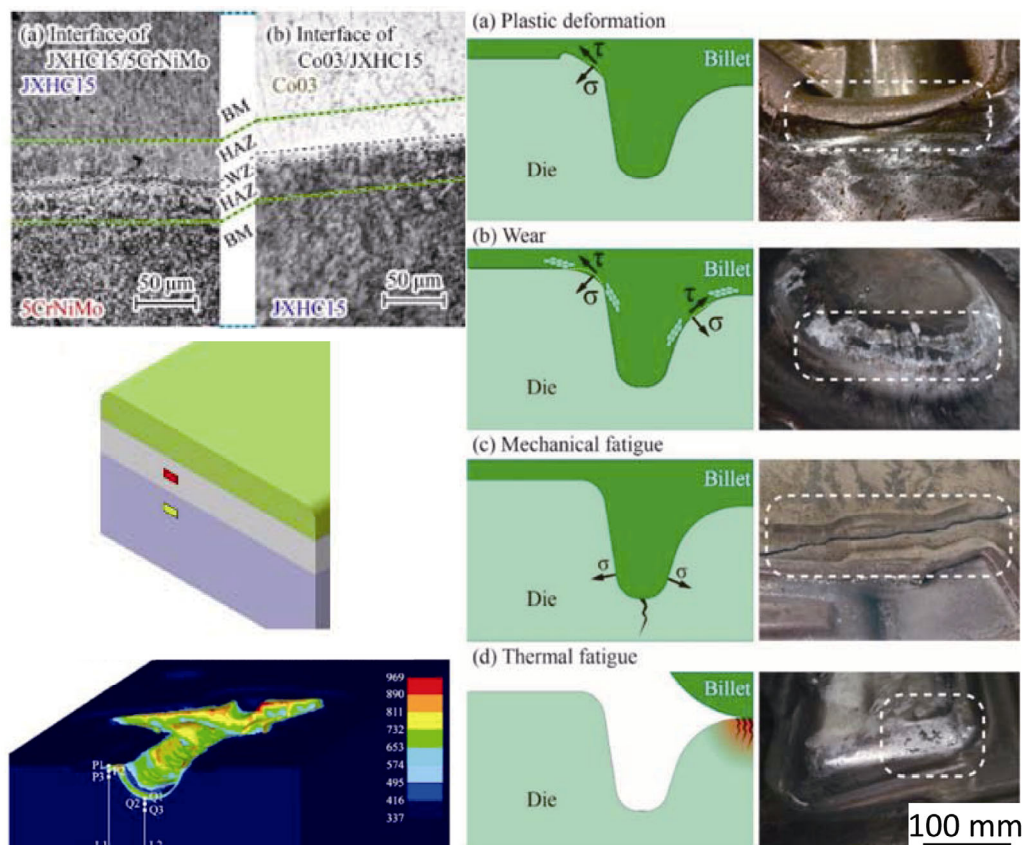 (a) Interface of
JXHC15/5CrNiMo
JXHC15
5CrNiMo
50 μm
BM
HAZ
WZ
HAZ
BM
(b) Interface of
Co03/JXHC15
Co03
50 μm
JXHC15
(a) Plastic deformation
Billet
τ
σ
Die
(b) Wear
Billet
τ
σ
τ
σ
Die
(c) Mechanical fatigue
Billet
σ
σ
Die
(d) Thermal fatigue
Billet
Die
100 mm
969
890
811
732
653
574
495
416
337
P1
P2
P3
Q1
Q2
Q3